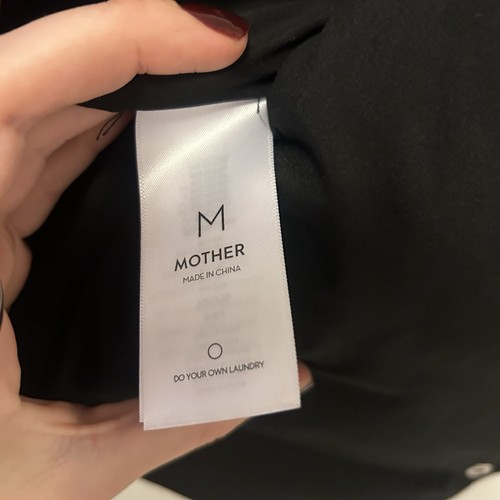 M
MOTHER
MADE IN CHINA
DO YOUR OWN LAUNDRY